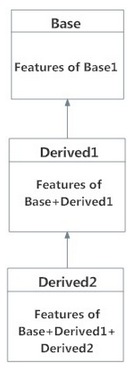 Base
Features of Base1
Derived1
Features of
Base+Derived1
Derived2
Features of
Base+Derived1+
Derived2